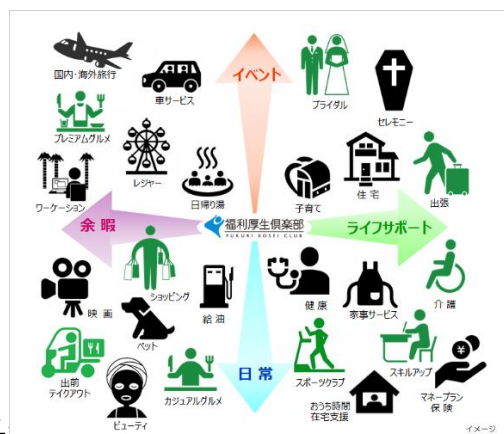 イベント
国内・海外旅行
車サービス
ブライダル
セレモニー
プレミアムグルメ
レジャー
日帰り湯
子育て
住宅
出張
ワーケーション
余暇
福利厚生倶楽部
FUKURI KOSEI CLUB
ライフサポート
映画
ショッピング
ペット
給油
健康
家事サービス
介護
出前
テイクアウト
ビューティ
カジュアルグルメ
日常
スポーツクラブ
おうち時間
在宅支援
スキルアップ
マネープラン
保険
イメージ